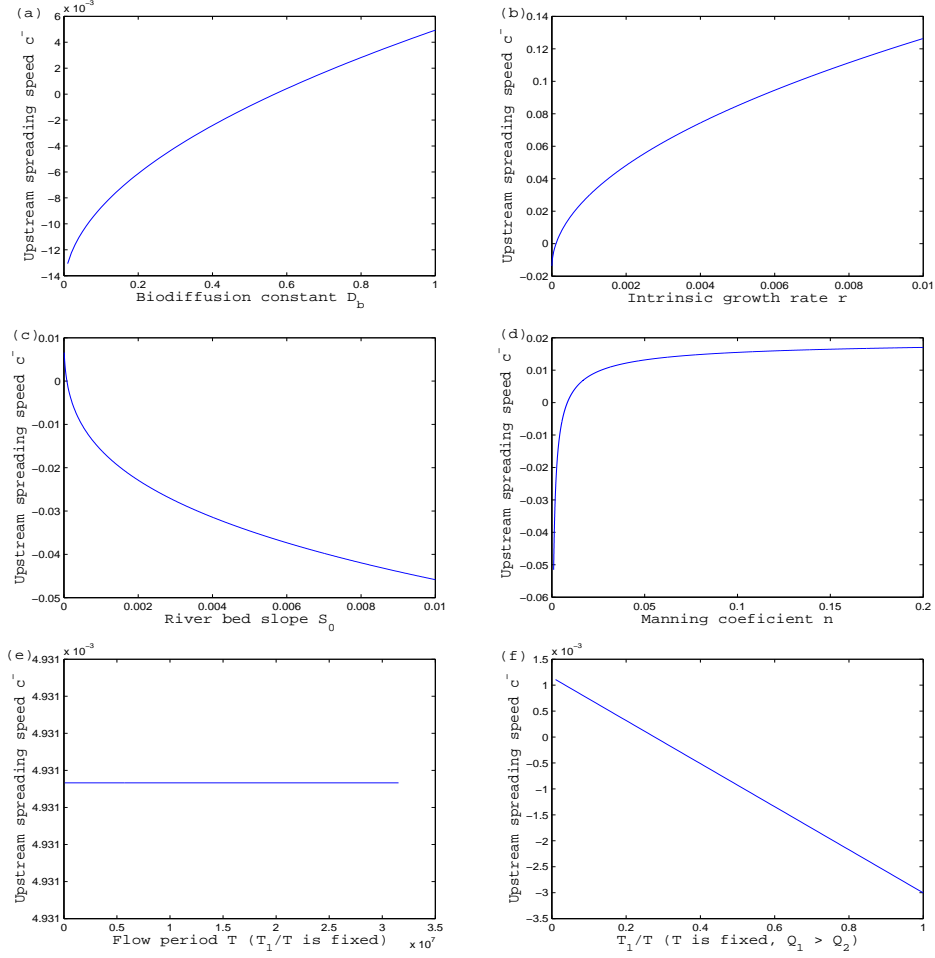 (a)
6 x 10⁻³
4
2
0
−2
−4
−6
−8
−10
−12
−14
0 0.2 0.4 0.6 0.8 1
Biodiffusion constant D_b
Upstream spreading speed c⁻
(b)
0.14
0.12
0.1
0.08
0.06
0.04
0.02
0
−0.02
0 0.002 0.004 0.006 0.008 0.01
Intrinsic growth rate r
Upstream spreading speed c⁻
(c)
0.01
0
−0.01
−0.02
−0.03
−0.04
−0.05
0 0.002 0.004 0.006 0.008 0.01
River bed slope S_0
Upstream spreading speed c⁻
(d)
0.02
0.01
0
−0.01
−0.02
−0.03
−0.04
−0.05
−0.06
0 0.05 0.1 0.15 0.2
Manning coeficient n
Upstream spreading speed c⁻
(e)
x 10⁻³
4.931
4.931
4.931
4.931
4.931
4.931
4.931
4.931
0 0.5 1 1.5 2 2.5 3 3.5
x 10⁷
Flow period T (T_1/T is fixed)
Upstream spreading speed c⁻
(f)
x 10⁻³
1.5
1
0.5
0
−0.5
−1
−1.5
−2
−2.5
−3
−3.5
0 0.2 0.4 0.6 0.8 1
T_1/T (T is fixed, Q_1 > Q_2)
Upstream spreading speed c⁻